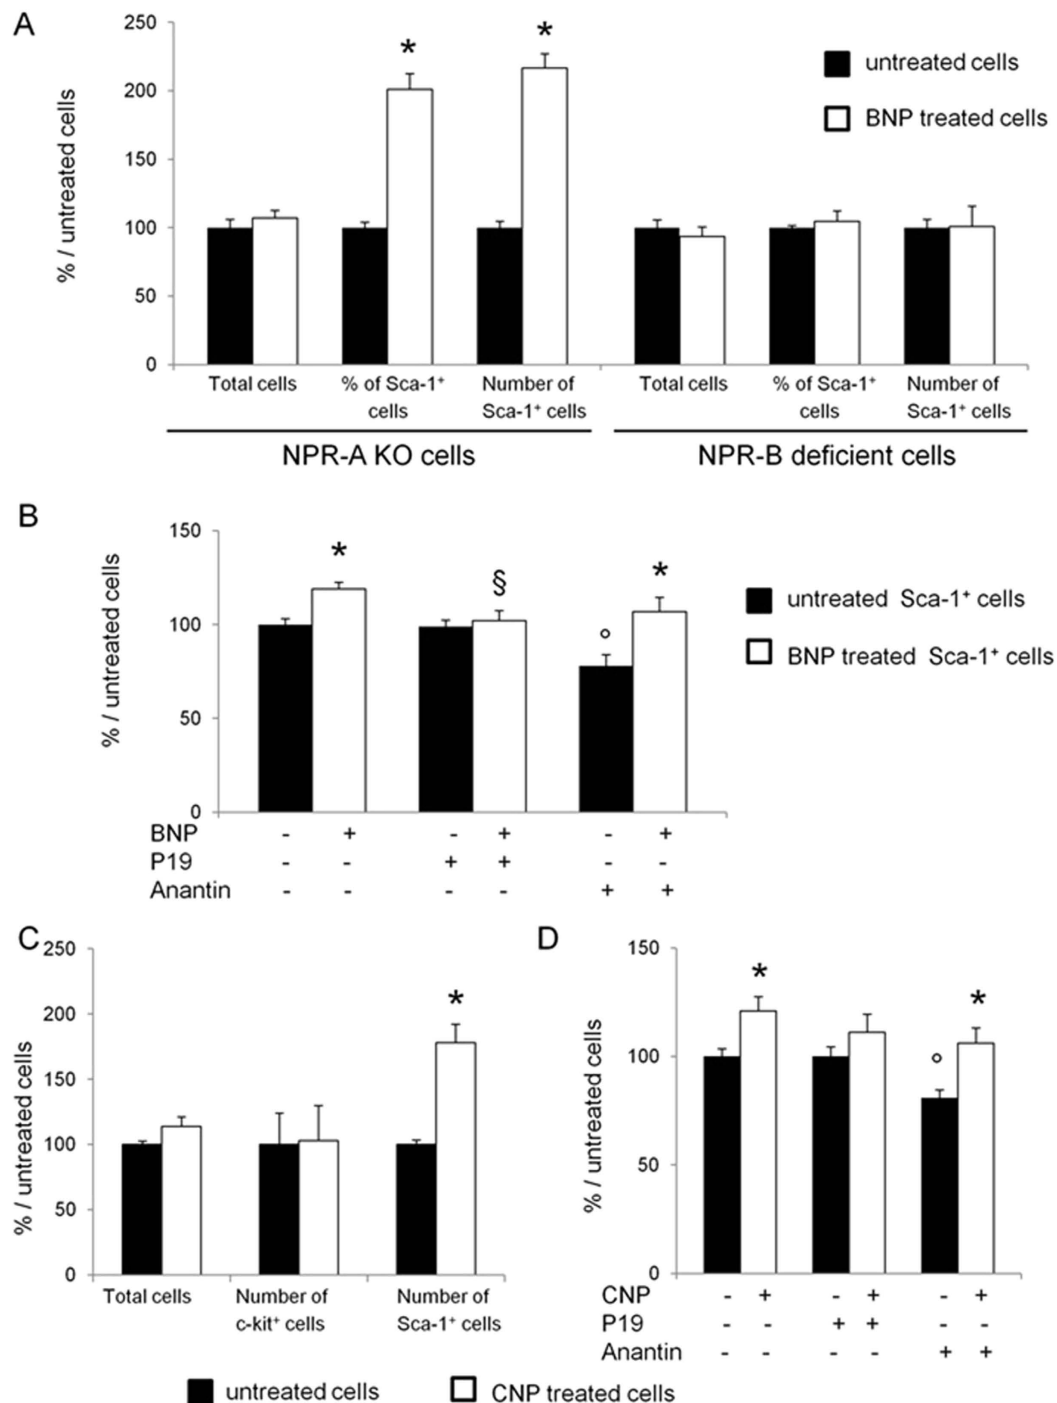 A
250
200
150
100
50
0
% / untreated cells
*
*
untreated cells
BNP treated cells
Total cells
% of Sca-1⁺
cells
Number of
Sca-1⁺ cells
Total cells
% of Sca-1⁺
cells
Number of
Sca-1⁺ cells
NPR-A KO cells
NPR-B deficient cells
B
150
100
50
0
% / untreated cells
*
§
°
*
untreated Sca-1⁺ cells
BNP treated Sca-1⁺ cells
BNP - + - + - +
P19 - - + + - -
Anantin - - - - + +
C
250
200
150
100
50
0
% / untreated cells
*
Total cells
Number of
c-kit⁺ cells
Number of
Sca-1⁺ cells
untreated cells
CNP treated cells
D
150
100
50
0
% / untreated cells
*
°
*
CNP - + - + - +
P19 - - + + - -
Anantin - - - - + +